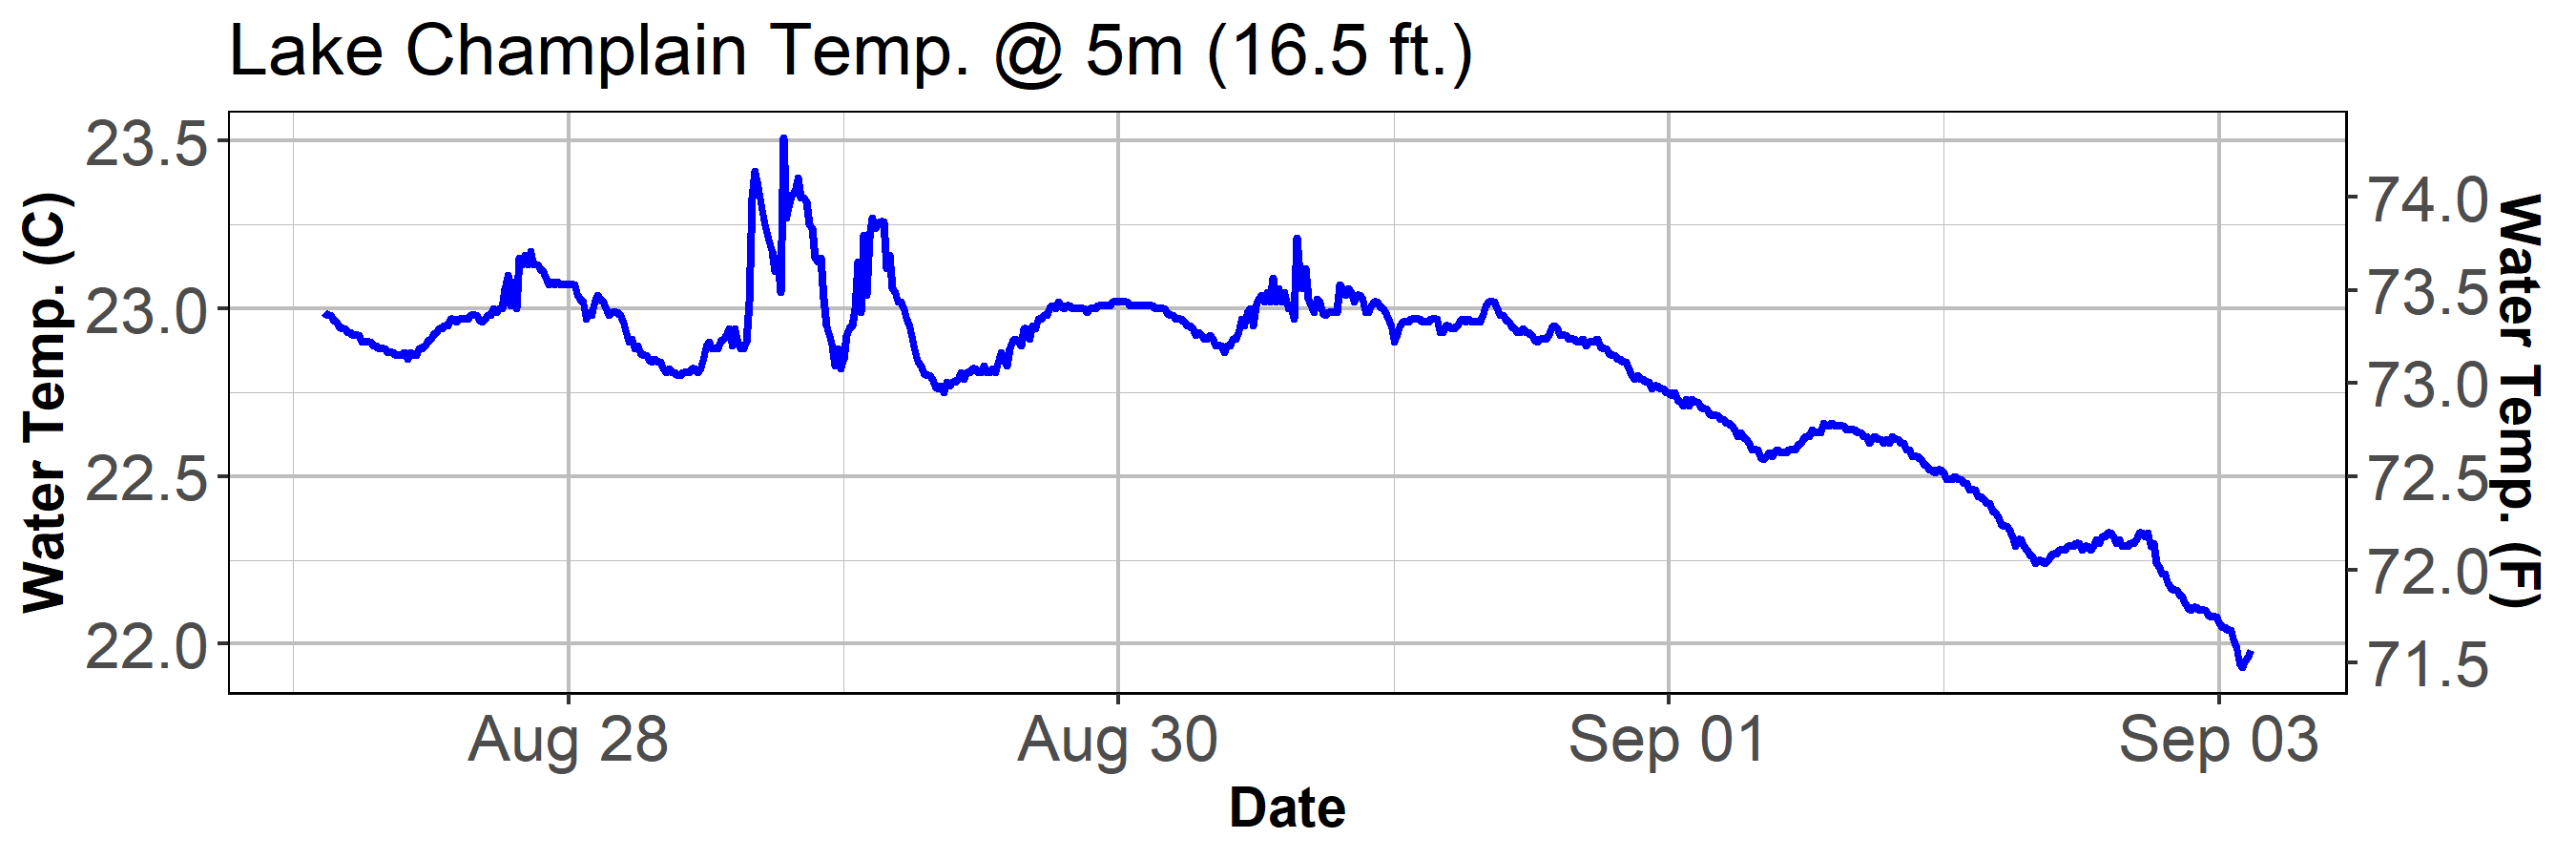 Lake Champlain Temp. @ 5m (16.5 ft.)
Water Temp. (C)
23.5
23.0
22.5
22.0
74.0
73.5
73.0
72.5
72.0
71.5
Water Temp. (F)
Aug 28
Aug 30
Sep 01
Sep 03
Date